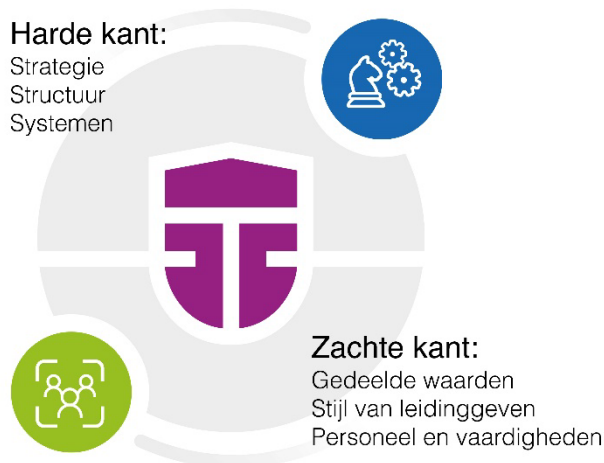 Harde kant:
Strategie
Structuur
Systemen
Zachte kant:
Gedeelde waarden
Stijl van leidinggeven
Personeel en vaardigheden